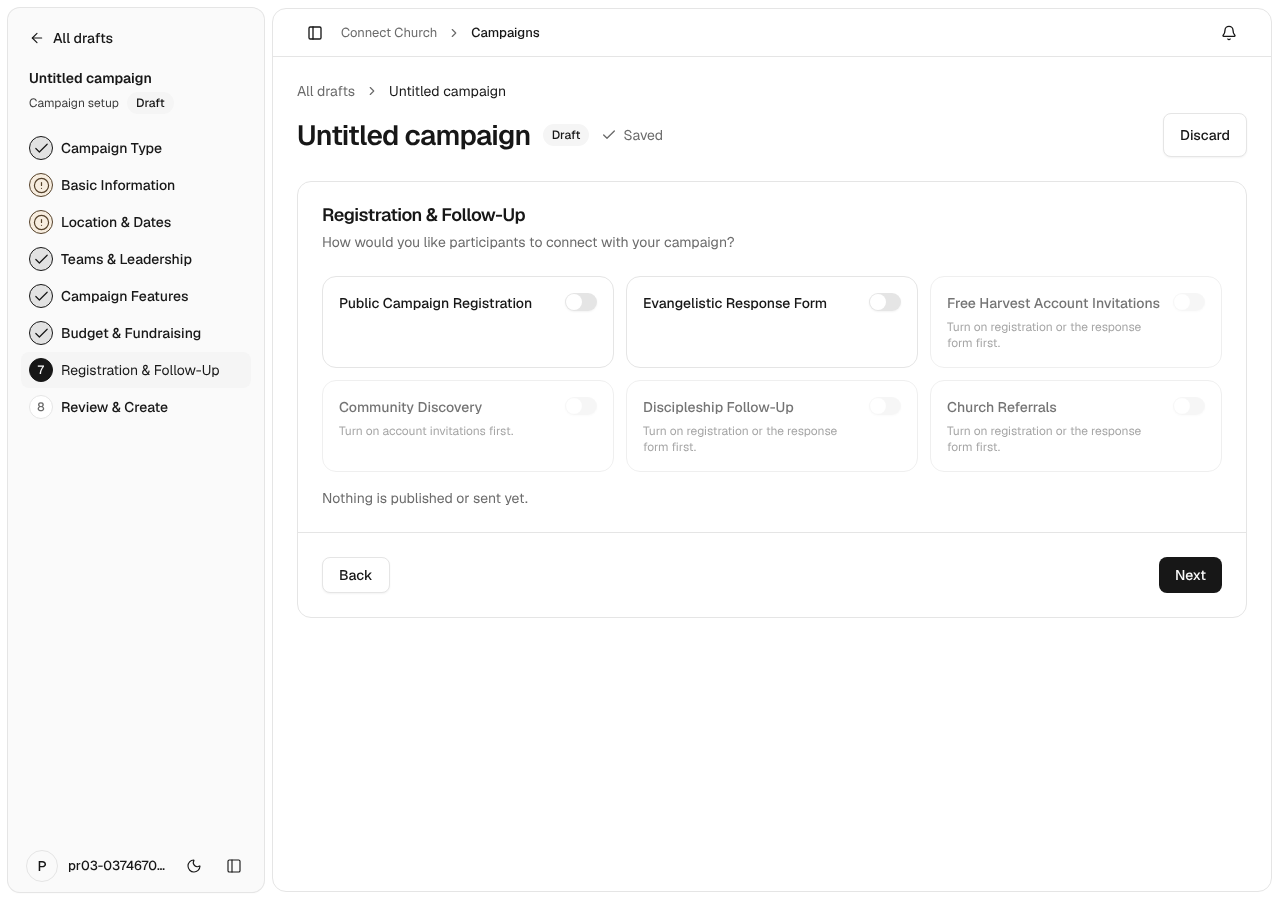 All drafts
Untitled campaign
Campaign setup Draft
Campaign Type
Basic Information
Location & Dates
Teams & Leadership
Campaign Features
Budget & Fundraising
7 Registration & Follow-Up
8 Review & Create
P pr03-0374670...
Connect Church > Campaigns
All drafts > Untitled campaign
Untitled campaign Draft Saved
Discard
Registration & Follow-Up
How would you like participants to connect with your campaign?
Public Campaign Registration
Evangelistic Response Form
Free Harvest Account Invitations
Turn on registration or the response
form first.
Community Discovery
Turn on account invitations first.
Discipleship Follow-Up
Turn on registration or the response
form first.
Church Referrals
Turn on registration or the response
form first.
Nothing is published or sent yet.
Back
Next